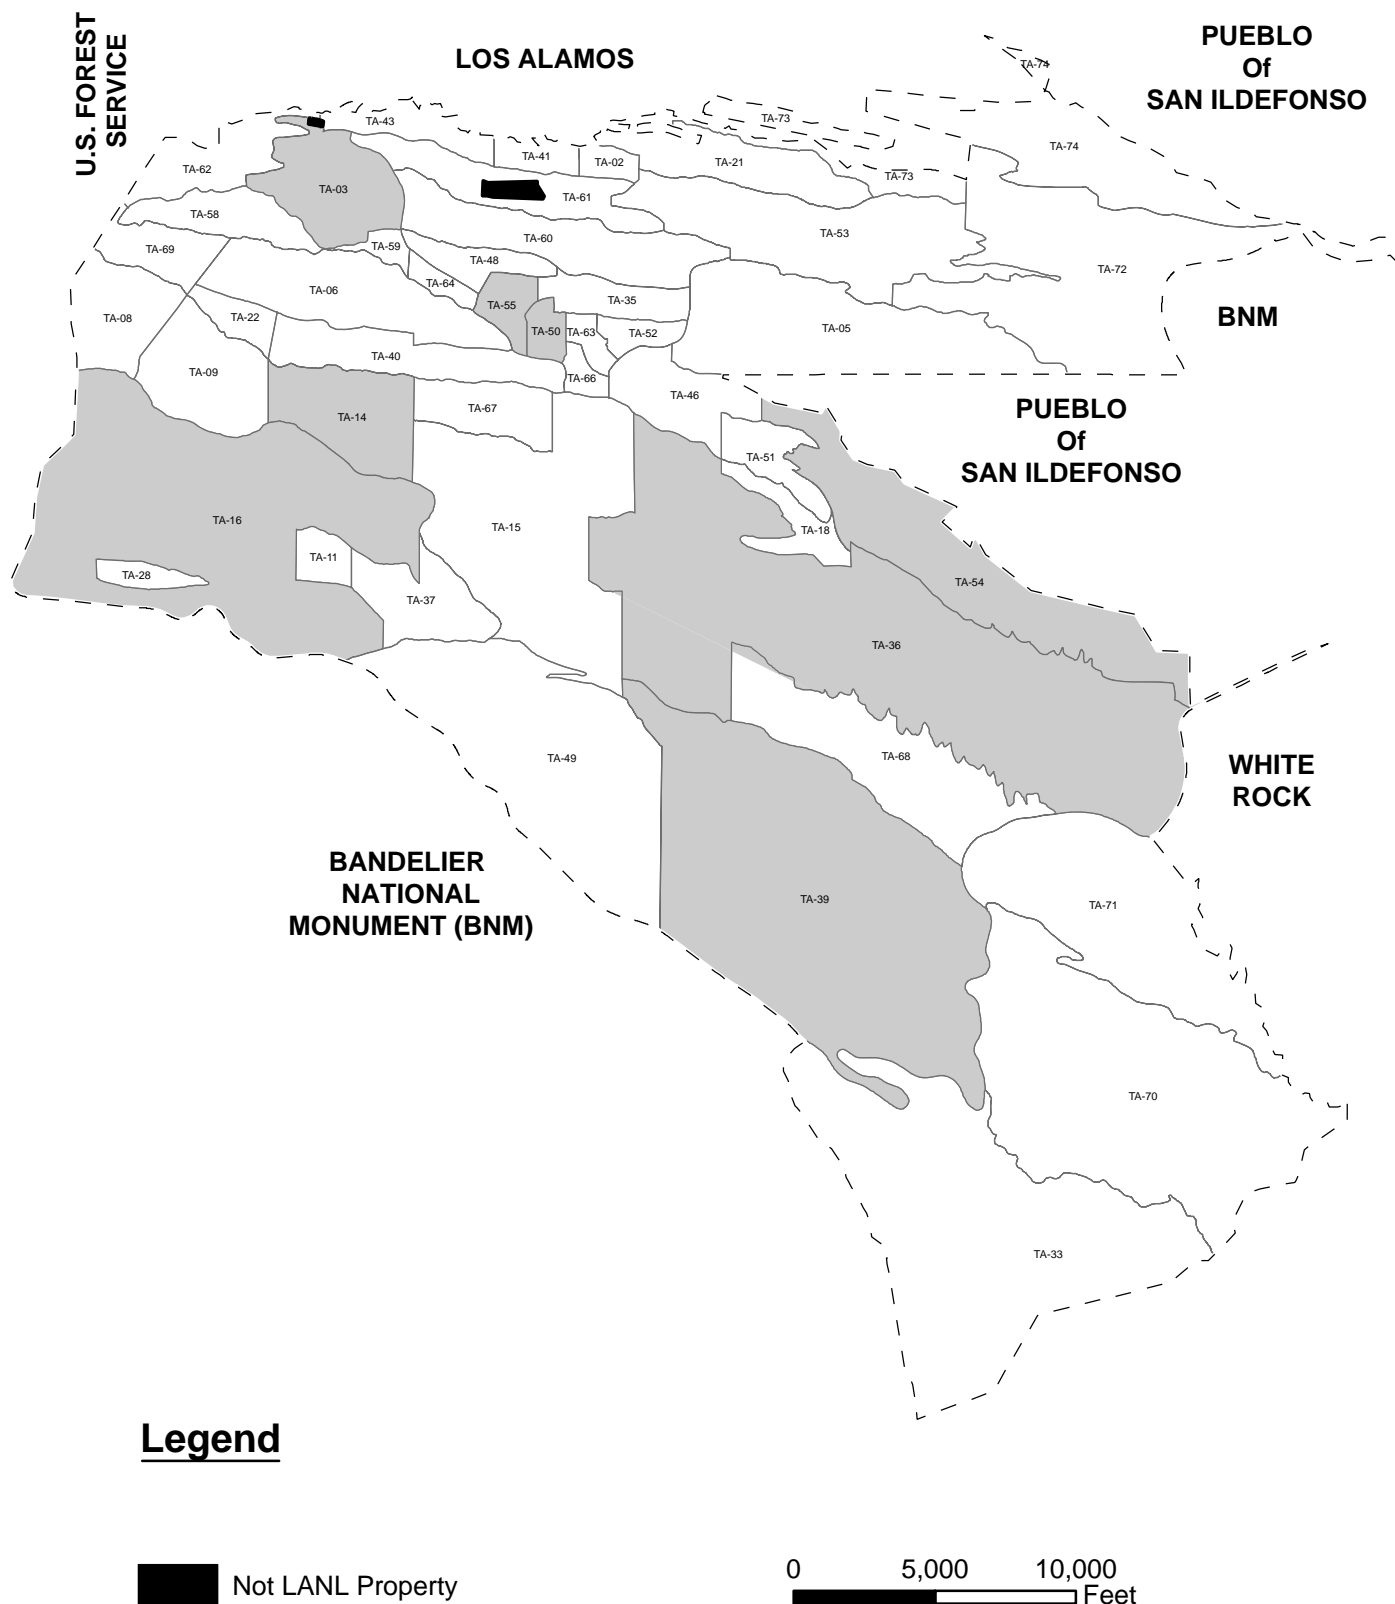 U.S. FOREST
SERVICE
LOS ALAMOS
PUEBLO
Of
SAN ILDEFONSO
TA-74
TA-43
TA-73
TA-74
TA-41
TA-02
TA-21
TA-62
TA-73
TA-03
TA-61
TA-58
TA-53
TA-60
TA-59
TA-69
TA-48
TA-72
TA-64
TA-06
TA-35
TA-55
BNM
TA-08
TA-22
TA-50
TA-63
TA-52
TA-05
TA-40
TA-09
TA-66
TA-46
TA-67
TA-14
PUEBLO
Of
SAN ILDEFONSO
TA-51
TA-16
TA-15
TA-18
TA-11
TA-28
TA-54
TA-37
TA-36
TA-49
TA-68
WHITE
ROCK
BANDELIER
NATIONAL
MONUMENT (BNM)
TA-39
TA-71
TA-70
TA-33
Legend
Not LANL Property
0 5,000 10,000
Feet